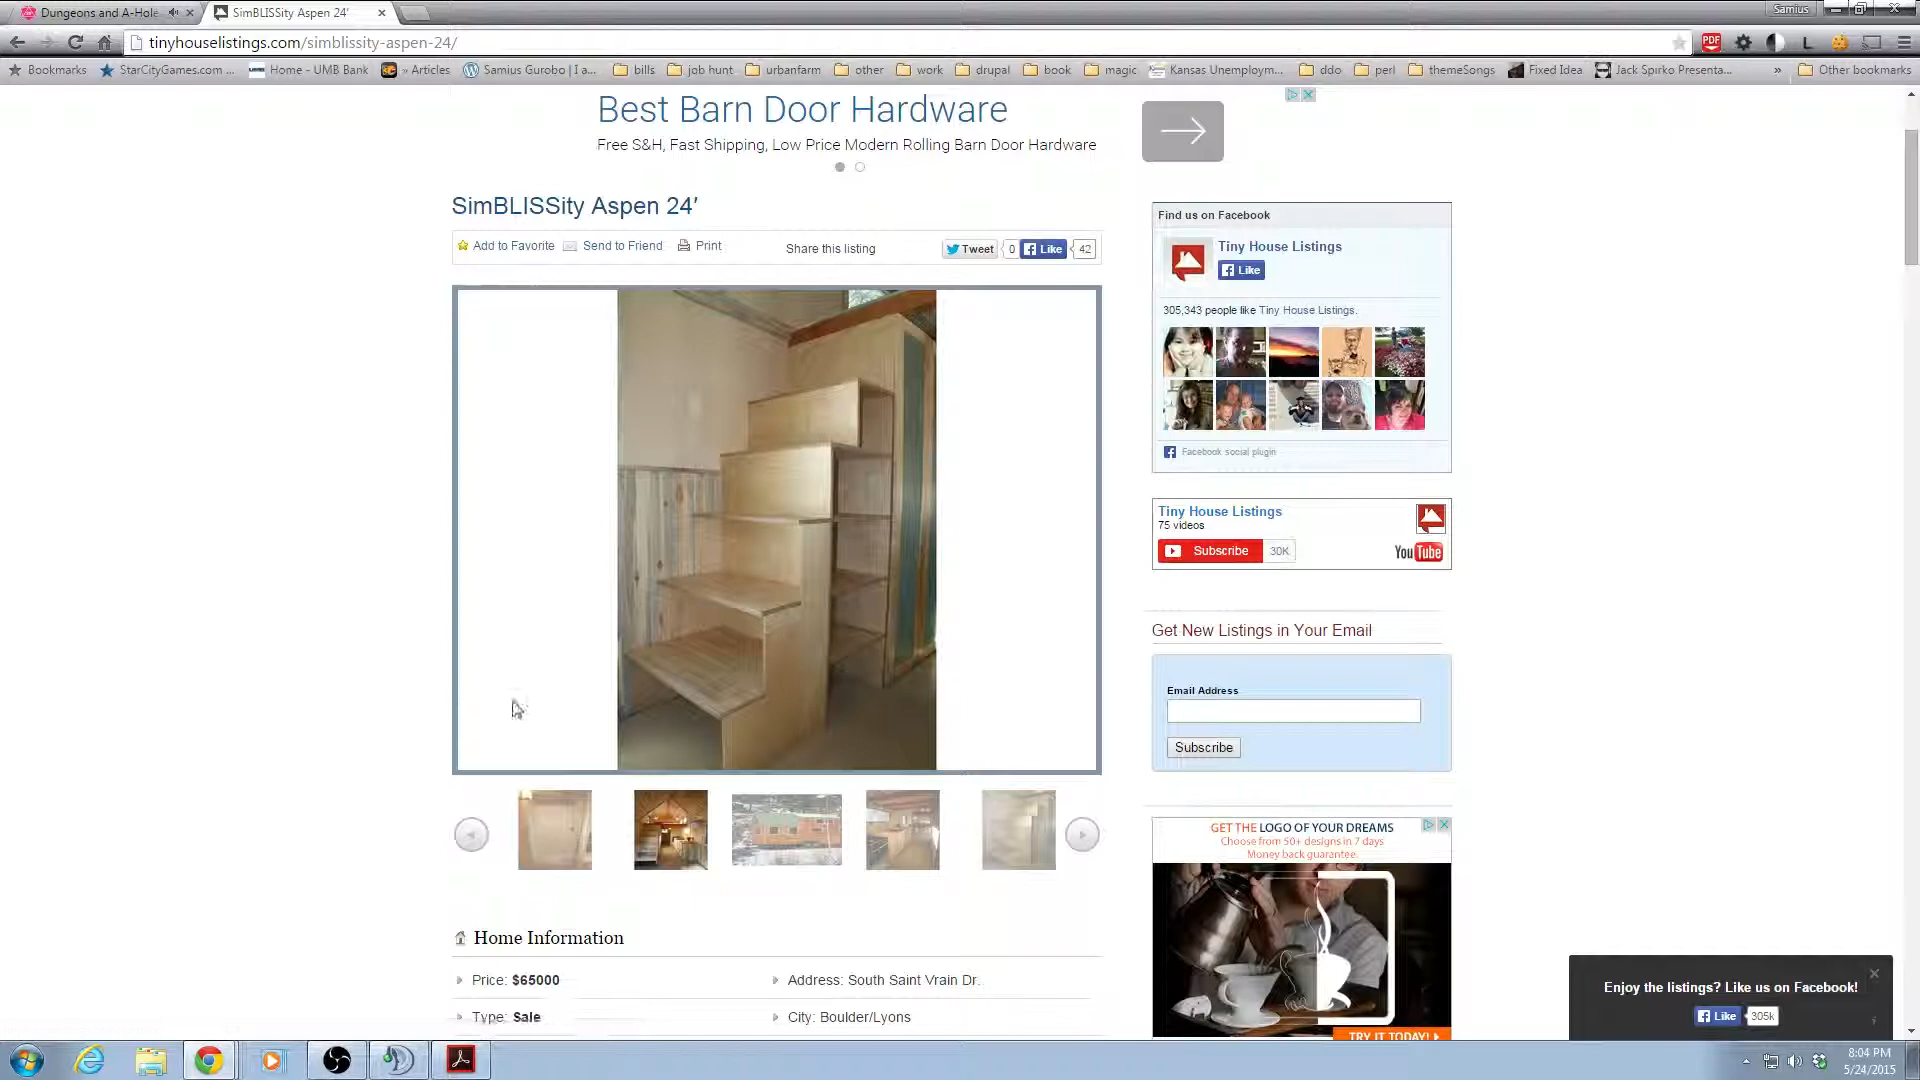 Dungeons and A-Hole
SimBLISSity Aspen 24'
Samius
tinyhouselistings.com/simblissity-aspen-24/
PDF
L
Bookmarks
StarCityGames.com ...
Home - UMB Bank
» Articles
Samius Gurobo | I a...
bills
job hunt
urbanfarm
other
work
drupal
book
magic
Kansas Unemploym...
ddo
perl
themeSongs
Fixed Idea
Jack Spirko Presenta...
»
Other bookmarks
Best Barn Door Hardware
Free S&H, Fast Shipping, Low Price Modern Rolling Barn Door Hardware
SimBLISSity Aspen 24′
Add to Favorite
Send to Friend
Print
Share this listing
Tweet
0
Like
42
Find us on Facebook
Tiny House Listings
Like
305,343 people like Tiny House Listings.
Facebook social plugin
Tiny House Listings
75 videos
Subscribe
30K
YouTube
Get New Listings in Your Email
Email Address
Subscribe
GET THE LOGO OF YOUR DREAMS
Choose from 50+ designs in 7 days
Money back guarantee.
TRY IT TODAY!
Home Information
Price: $65000
Address: South Saint Vrain Dr.
Type: Sale
City: Boulder/Lyons
Enjoy the listings? Like us on Facebook!
Like
305k
8:04 PM
5/24/2015